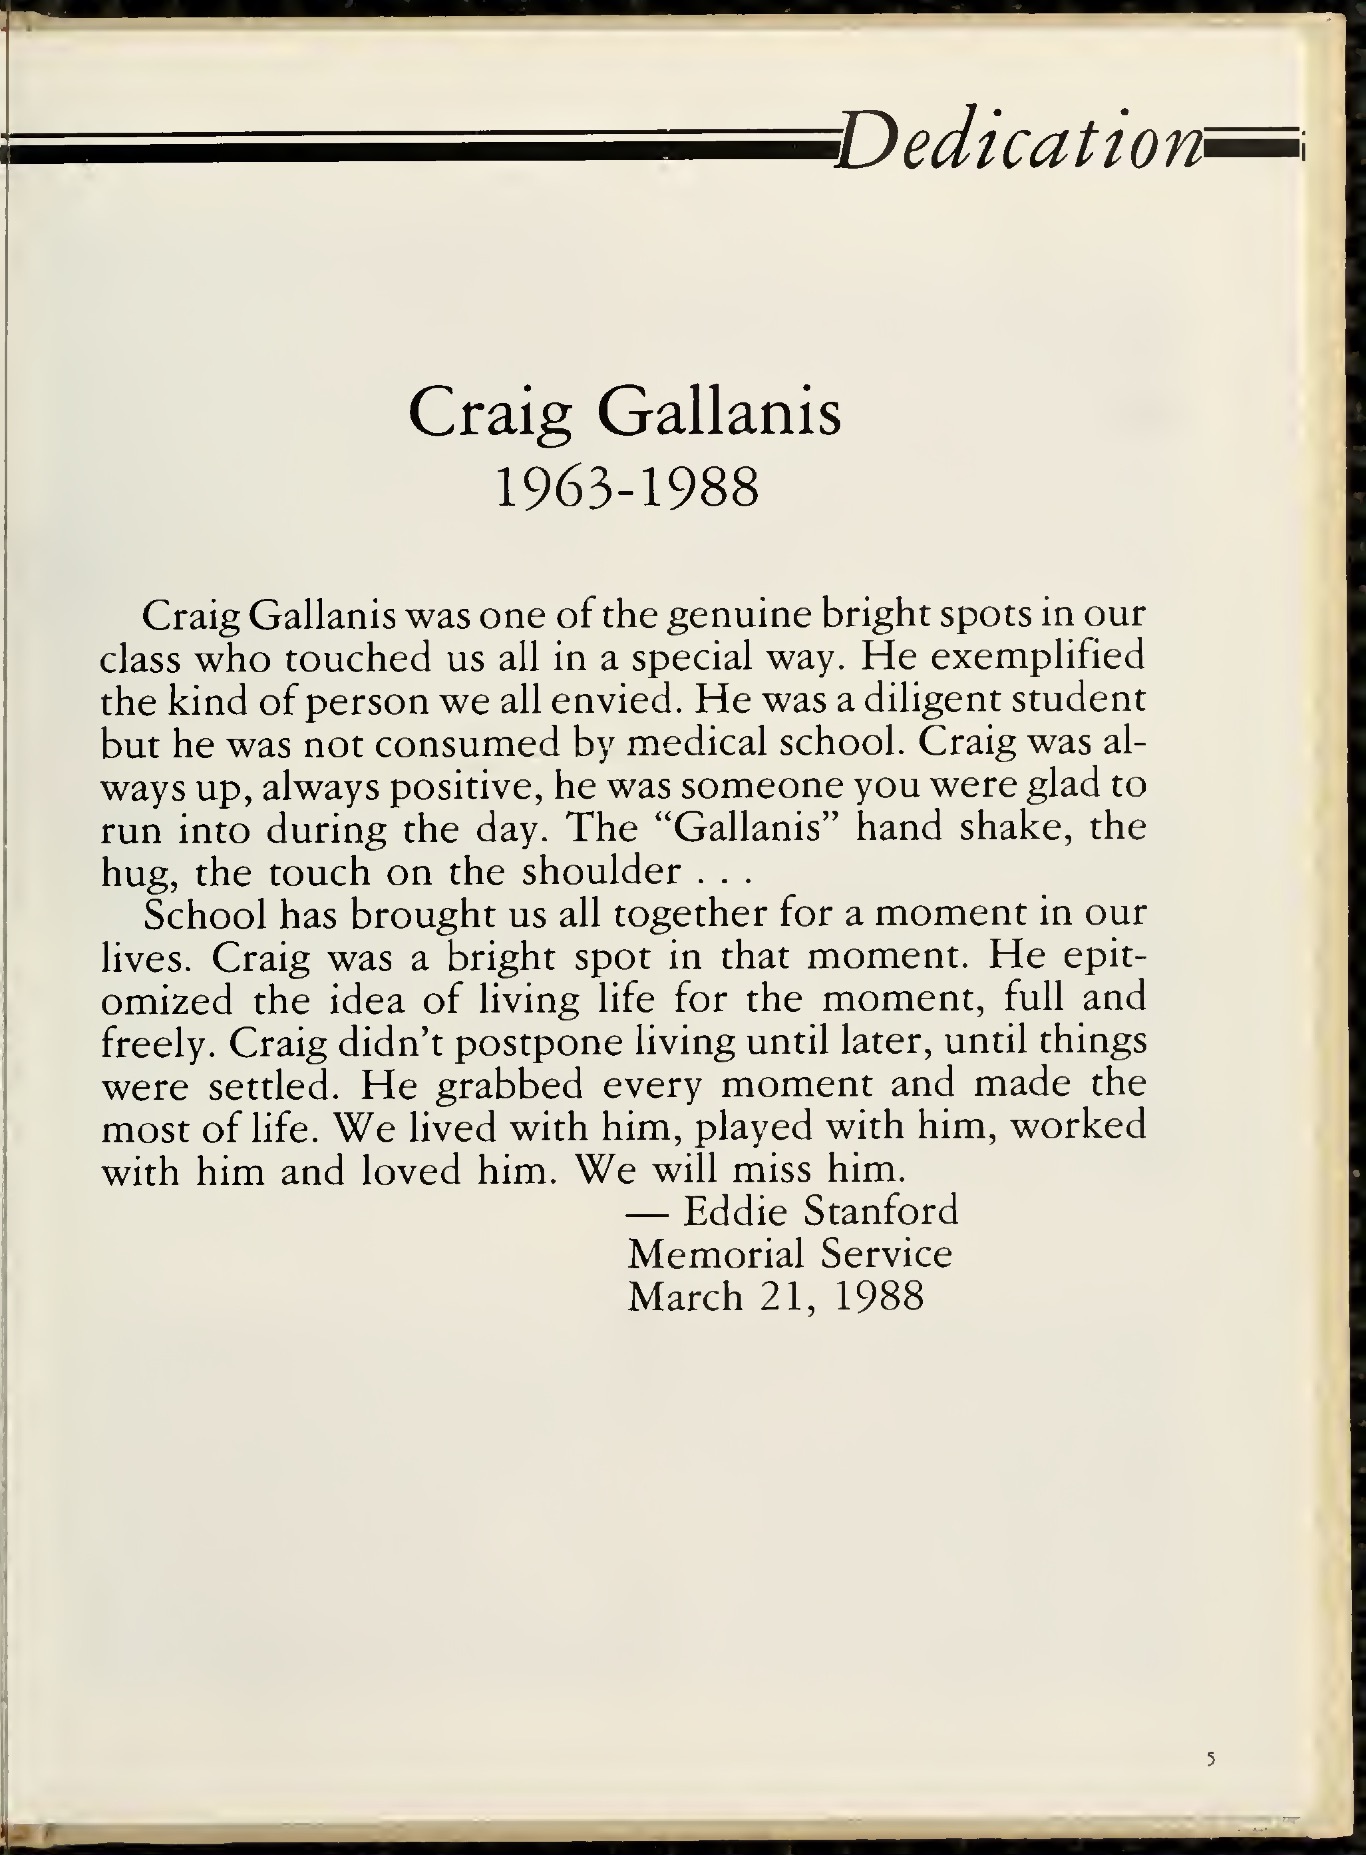 Dedication
Craig Gallanis
1963-1988
Craig Gallanis was one of the genuine bright spots in our
class who touched us all in a special way. He exemplified
the kind of person we all envied. He was a diligent student
but he was not consumed by medical school. Craig was al-
ways up, always positive, he was someone you were glad to
run into during the day. The “Gallanis” hand shake, the
hug, the touch on the shoulder . . .
School has brought us all together for a moment in our
lives. Craig was a bright spot in that moment. He epit-
omized the idea of living life for the moment, full and
freely. Craig didn’t postpone living until later, until things
were settled. He grabbed every moment and made the
most of life. We lived with him, played with him, worked
with him and loved him. We will miss him.
— Eddie Stanford
Memorial Service
March 21, 1988
5